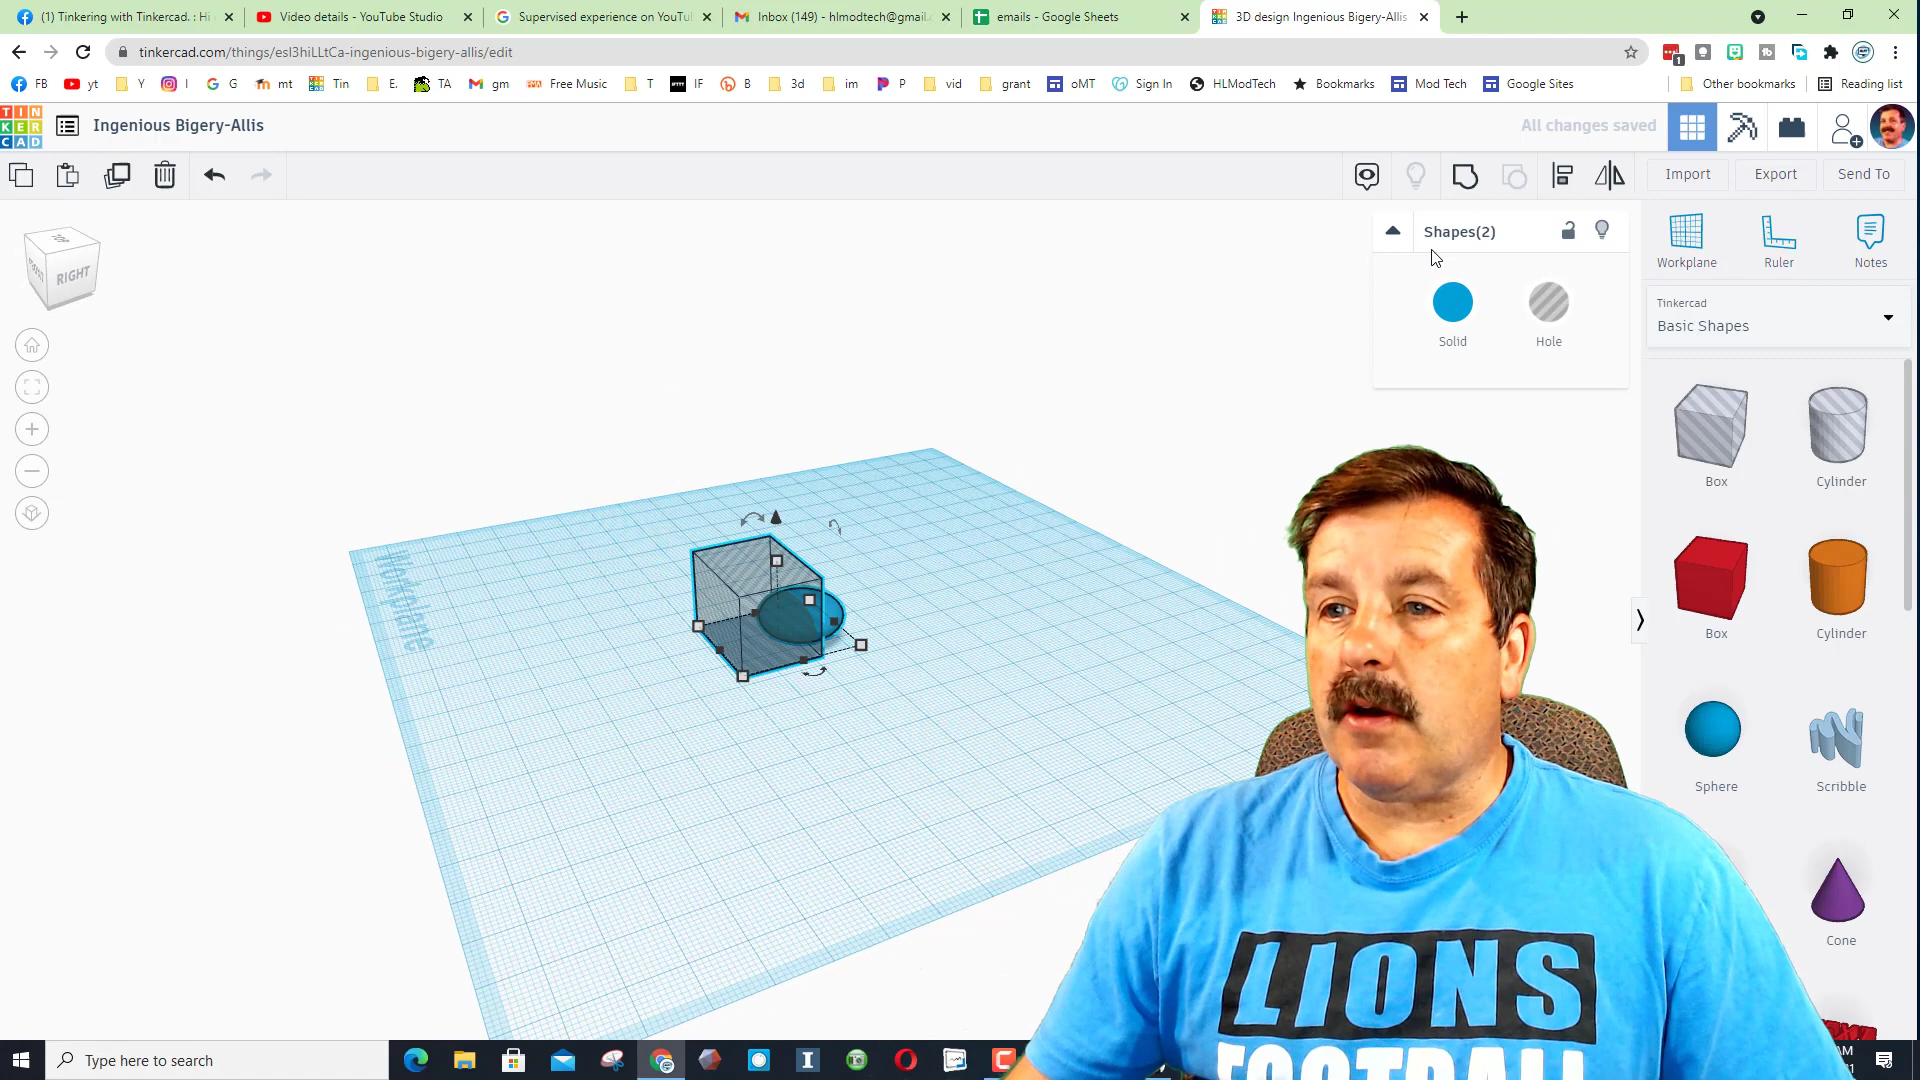 (1) Tinkering with Tinkercad. : Hi
Video details - YouTube Studio
Supervised experience on YouTu
Inbox (149) - hlmodtech@gmail.c
emails - Google Sheets
3D design Ingenious Bigery-Allis
tinkercad.com/things/esl3hiLLtCa-ingenious-bigery-allis/edit
1
FB
yt
Y
I
G
mt
Tin
E.
TA
gm
Free Music
T
IF
B
3d
im
P
vid
grant
oMT
Sign In
HLModTech
Bookmarks
Mod Tech
Google Sites
Other bookmarks
Reading list
TIN
KER
CAD
Ingenious Bigery-Allis
All changes saved
Import
Export
Send To
TOP
RIGHT
Shapes(2)
Solid
Hole
Workplane
Ruler
Notes
Tinkercad
Basic Shapes
Box
Cylinder
Box
Cylinder
Sphere
Scribble
Cone
Workplane
LIONS
FOOTBALL
Type here to search